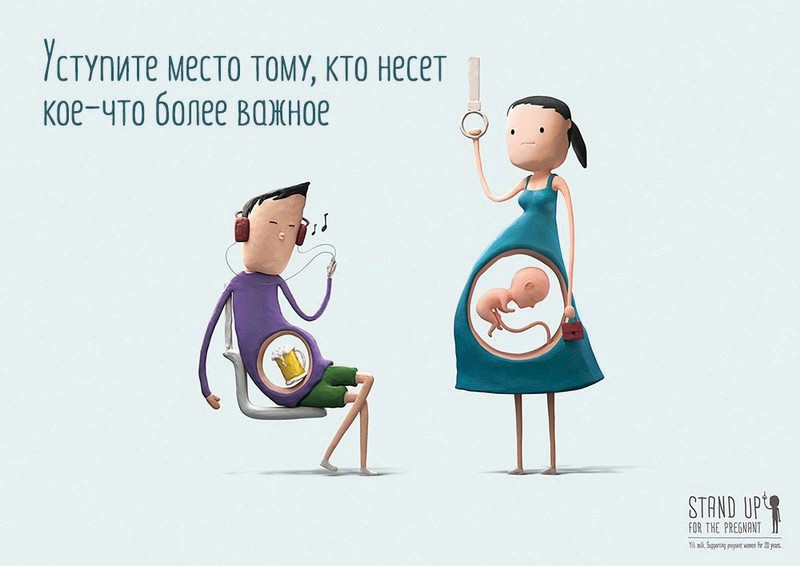 Уступите место тому, кто несет
кое-что более важное
STAND UP
FOR THE PREGNANT
Yili milk. Supporting pregnant women for 20 years.